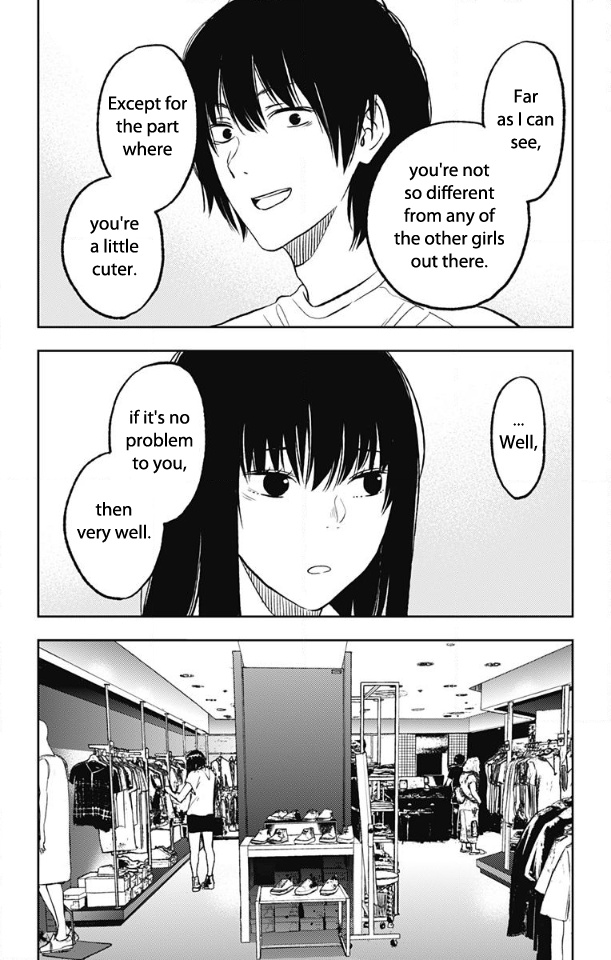 Far
as I can
see,
you're not
so different
from any of
the other girls
out there.
Except for
the part
where
you're
a little
cuter.
...
Well,
if it's no
problem
to you,
then
very well.